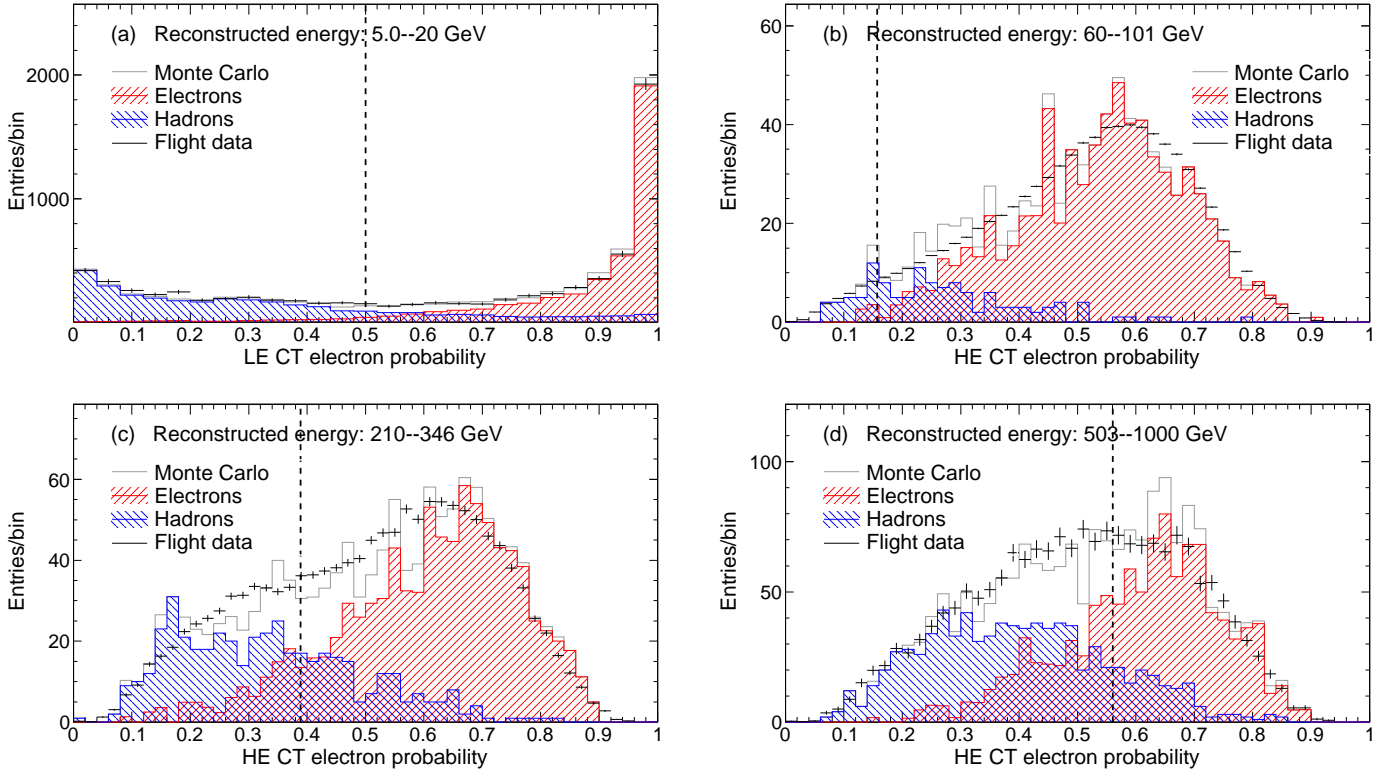 (a) Reconstructed energy: 5.0--20 GeV
Monte Carlo
Electrons
Hadrons
Flight data
Entries/bin
2000
1000
0
0 0.1 0.2 0.3 0.4 0.5 0.6 0.7 0.8 0.9 1
LE CT electron probability
(b) Reconstructed energy: 60--101 GeV
Monte Carlo
Electrons
Hadrons
Flight data
Entries/bin
60
40
20
0
0 0.1 0.2 0.3 0.4 0.5 0.6 0.7 0.8 0.9 1
HE CT electron probability
(c) Reconstructed energy: 210--346 GeV
Monte Carlo
Electrons
Hadrons
Flight data
Entries/bin
60
40
20
0
0 0.1 0.2 0.3 0.4 0.5 0.6 0.7 0.8 0.9 1
HE CT electron probability
(d) Reconstructed energy: 503--1000 GeV
Monte Carlo
Electrons
Hadrons
Flight data
Entries/bin
100
50
0
0 0.1 0.2 0.3 0.4 0.5 0.6 0.7 0.8 0.9 1
HE CT electron probability